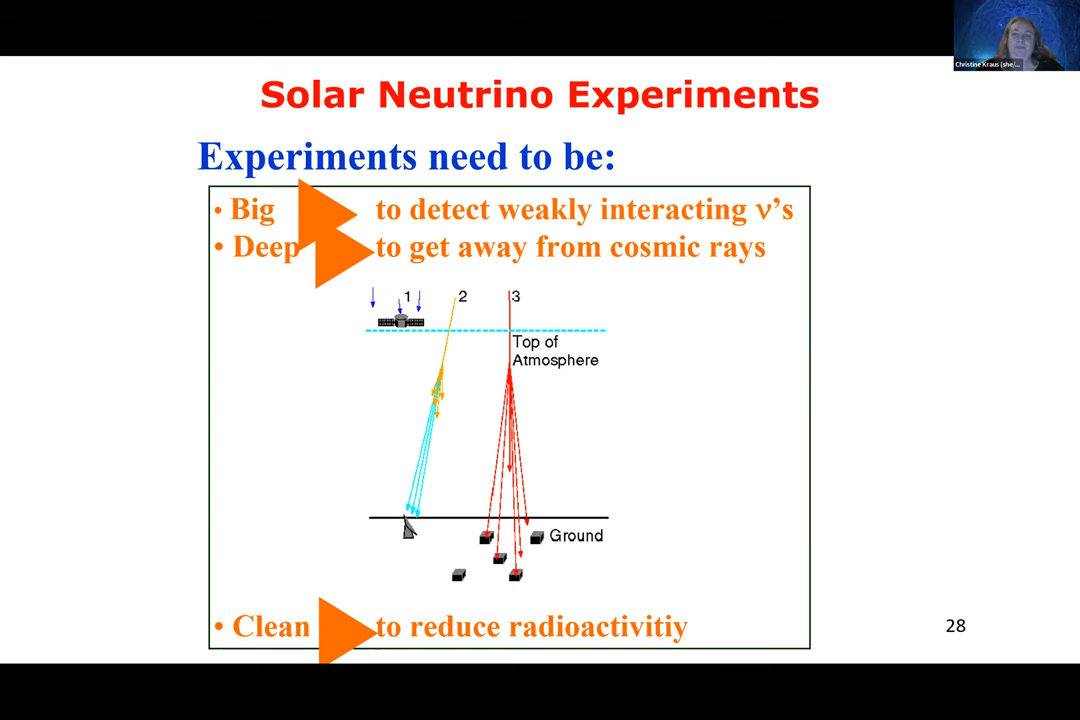 Christine Kraus (she/...
Solar Neutrino Experiments
Experiments need to be:
• Big to detect weakly interacting ν’s
• Deep to get away from cosmic rays
1 2 3
Top of
Atmosphere
Ground
• Clean to reduce radioactivitiy
28